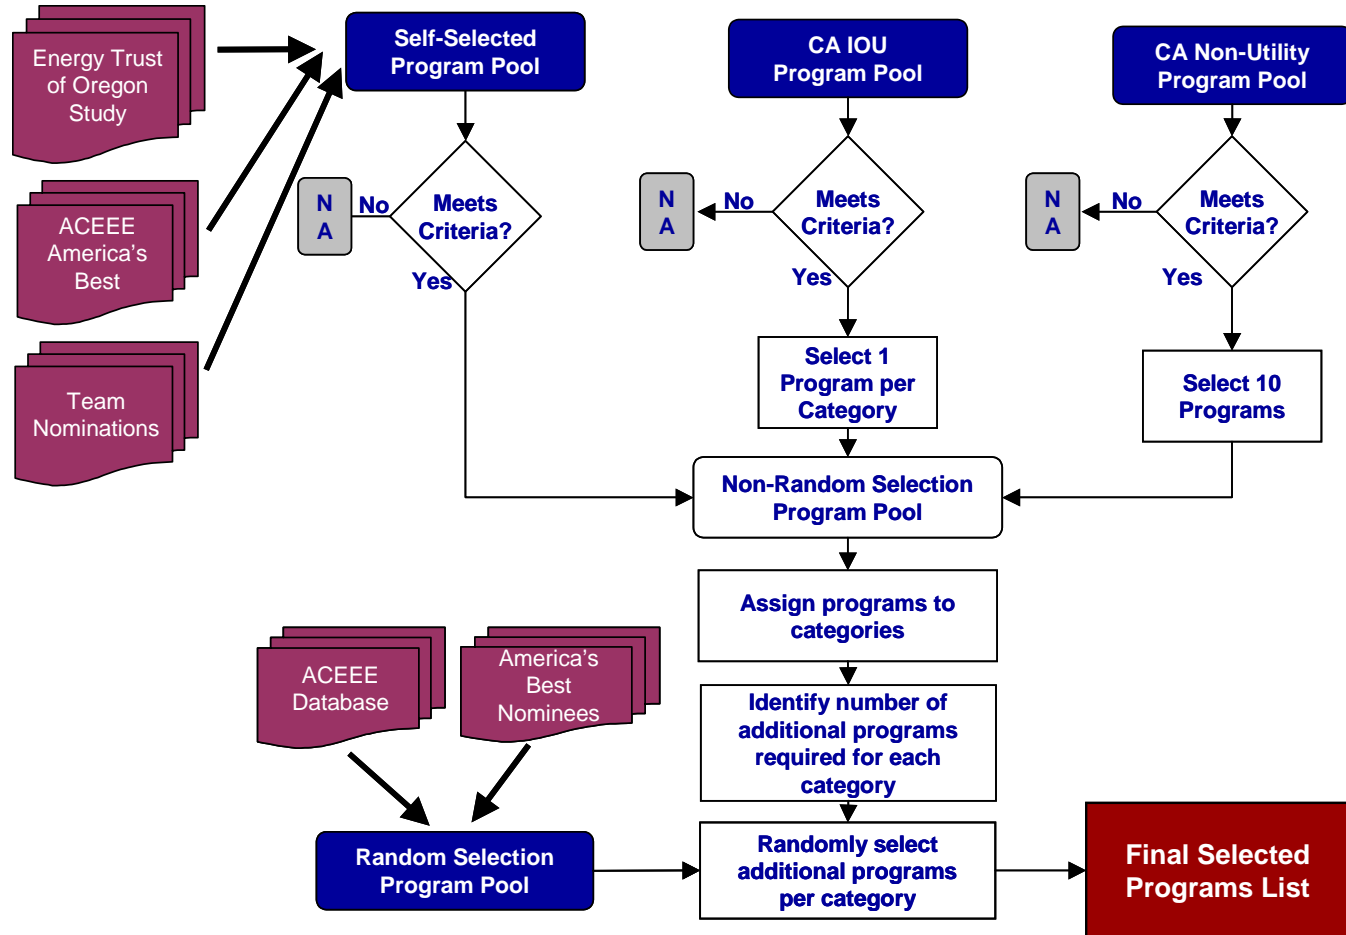 Energy Trust
of Oregon
Study
Self-Selected
Program Pool
CA IOU
Program Pool
CA Non-Utility
Program Pool
ACEEE
America's
Best
N
A
No
Meets
Criteria?
Yes
N
A
No
Meets
Criteria?
Yes
N
A
No
Meets
Criteria?
Yes
Team
Nominations
Select 1
Program per
Category
Select 10
Programs
Non-Random Selection
Program Pool
Assign programs to
categories
ACEEE
Database
America's
Best
Nominees
Identify number of
additional programs
required for each
category
Random Selection
Program Pool
Randomly select
additional programs
per category
Final Selected
Programs List